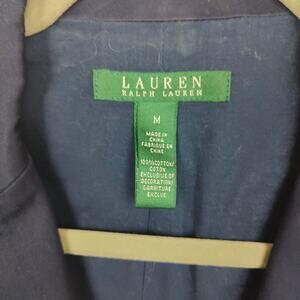 LAUREN
RALPH LAUREN
M
MADE IN
CHINA
FABRIQUE EN
CHINE
100%COTTON/
COTON
EXCLUSIVE OF
DECORATION/
GARNITURE
EXCLUE